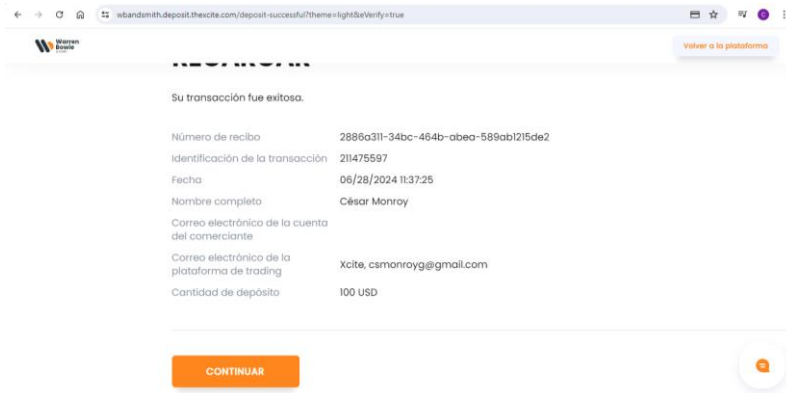 wbandsmith.deposit.thexcite.com/deposit-successful?theme=light&eVerify=true
Warren
Bowie
Volver a la plataforma
RECARGAR
Su transacción fue exitosa.
Número de recibo 2886a311-34bc-464b-abea-589ab1215de2
Identificación de la transacción 211475597
Fecha 06/28/2024 11:37:25
Nombre completo César Monroy
Correo electrónico de la cuenta
del comerciante
Correo electrónico de la
plataforma de trading Xcite, csmonroyg@gmail.com
Cantidad de depósito 100 USD
CONTINUAR